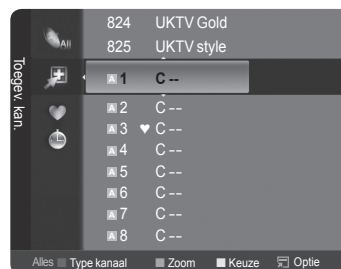 824 UKTV Gold
825 UKTV style
All
Toegev. kan.
A 1 C --
A 2 C --
A 3 ♥ C --
A 4 C --
A 5 C --
A 6 C --
A 7 C --
A 8 C --
Alles Type kanaal Zoom Keuze Optie